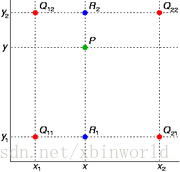 y₂ Q₁₂ R₂ Q₂₂
y P
y₁ Q₁₁ R₁ Q₂₁
sdn.net/xbinworld
x₁ x x₂